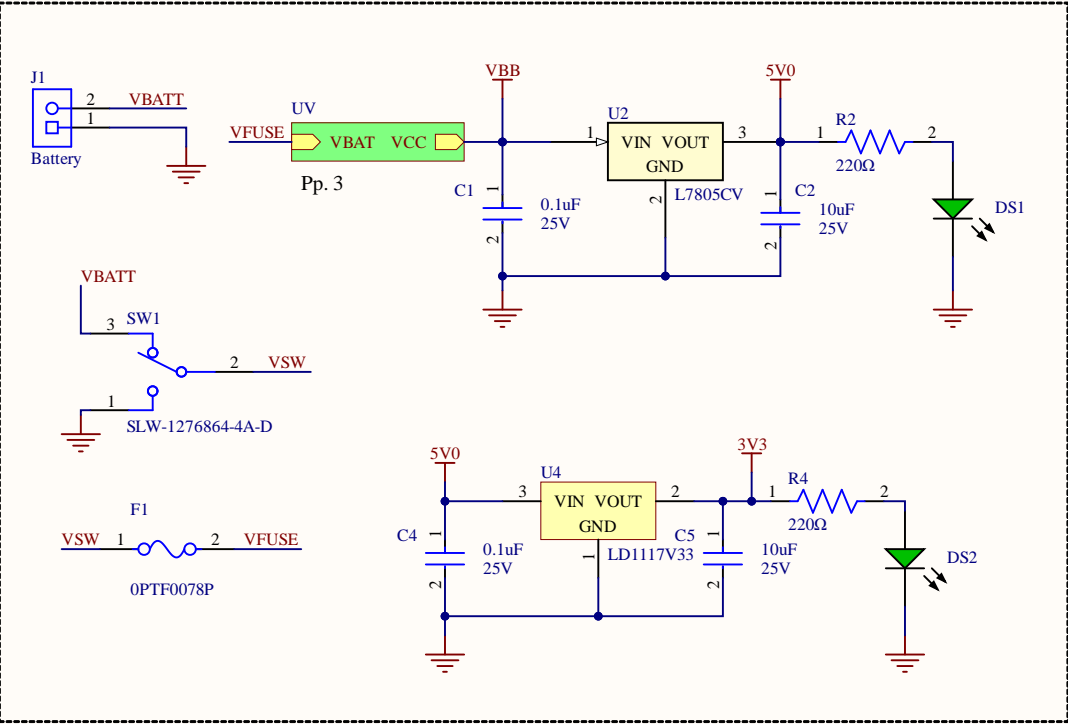 J1
2
VBATT
1
Battery
UV
VFUSE
VBAT VCC
Pp. 3
VBB
U2
1
VIN VOUT
GND
3
2
L7805CV
C1
1
2
0.1uF
25V
5V0
C2
1
2
10uF
25V
R2
1
2
220Ω
DS1
VBATT
3
SW1
2
VSW
1
SLW-1276864-4A-D
F1
VSW
1
2
VFUSE
0PTF0078P
5V0
U4
3
VIN VOUT
GND
2
1
LD1117V33
C4
1
2
0.1uF
25V
3V3
C5
1
2
10uF
25V
R4
1
2
220Ω
DS2